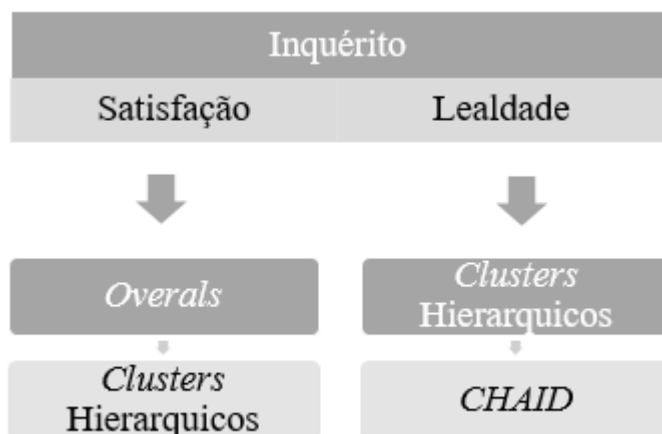 Inquérito
Satisfação
Lealdade
Overals
Clusters
Hierarquicos
Clusters
Hierarquicos
CHAID